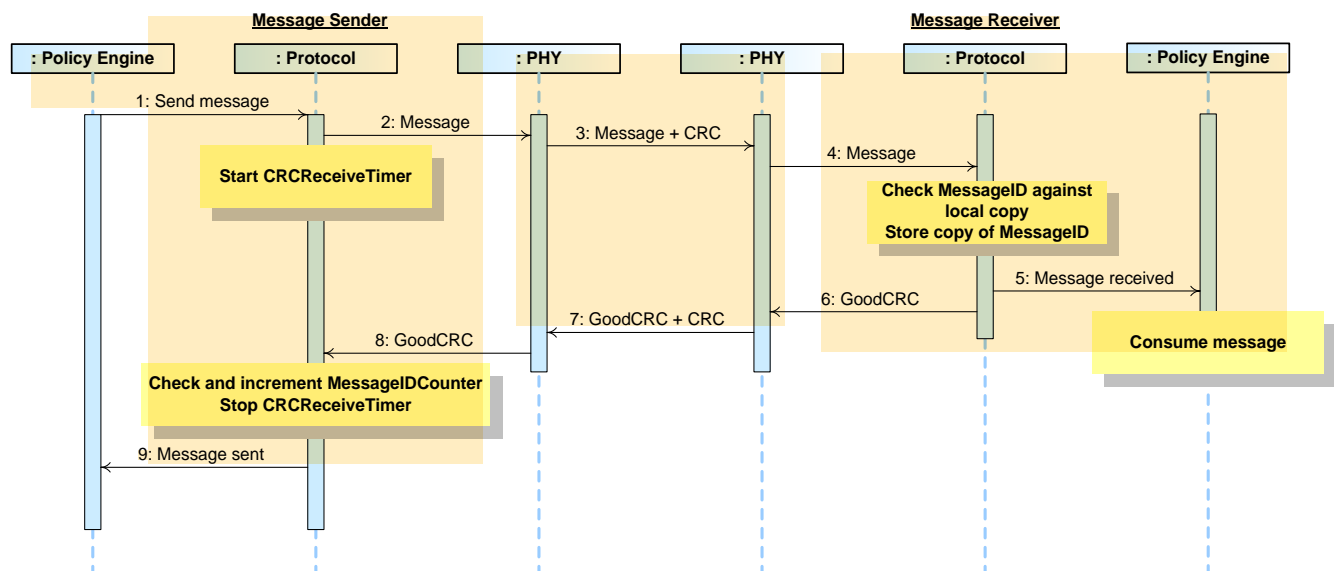 Message Sender
Message Receiver
: Policy Engine
: Protocol
: PHY
: PHY
: Protocol
: Policy Engine
1: Send message
2: Message
3: Message + CRC
4: Message
Start CRCReceiveTimer
Check MessageID against
local copy
Store copy of MessageID
5: Message received
6: GoodCRC
7: GoodCRC + CRC
8: GoodCRC
Consume message
Check and increment MessageIDCounter
Stop CRCReceiveTimer
9: Message sent